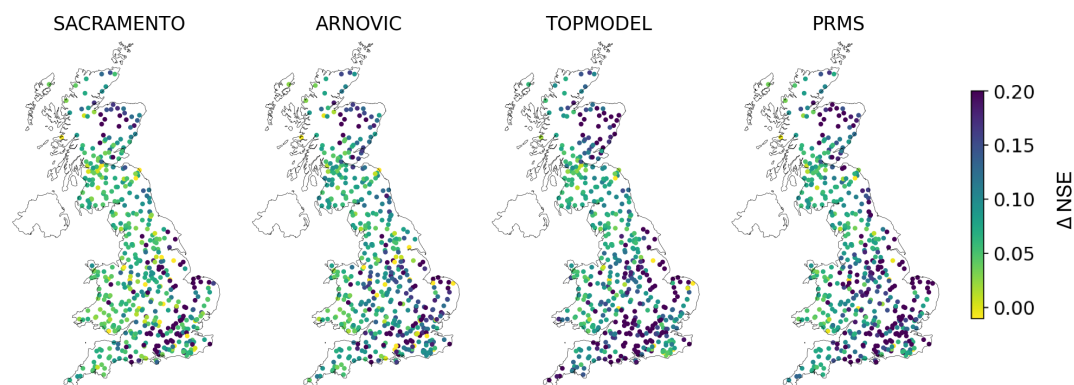 SACRAMENTO
ARNOVIC
TOPMODEL
PRMS
0.20
0.15
0.10
0.05
0.00
Δ NSE